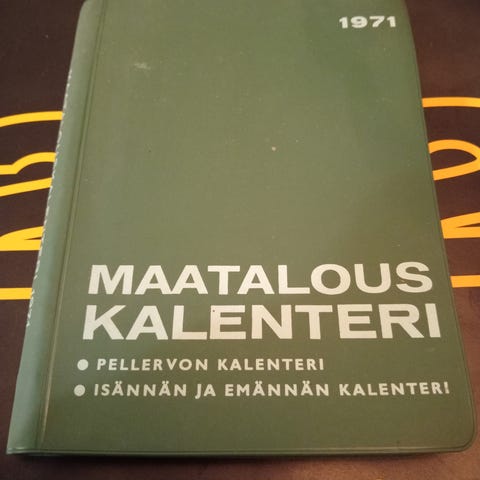 1971
MAATALOUS
KALENTERI
● PELLERVON KALENTERI
● ISÄNNÄN JA EMÄNNÄN KALENTERI